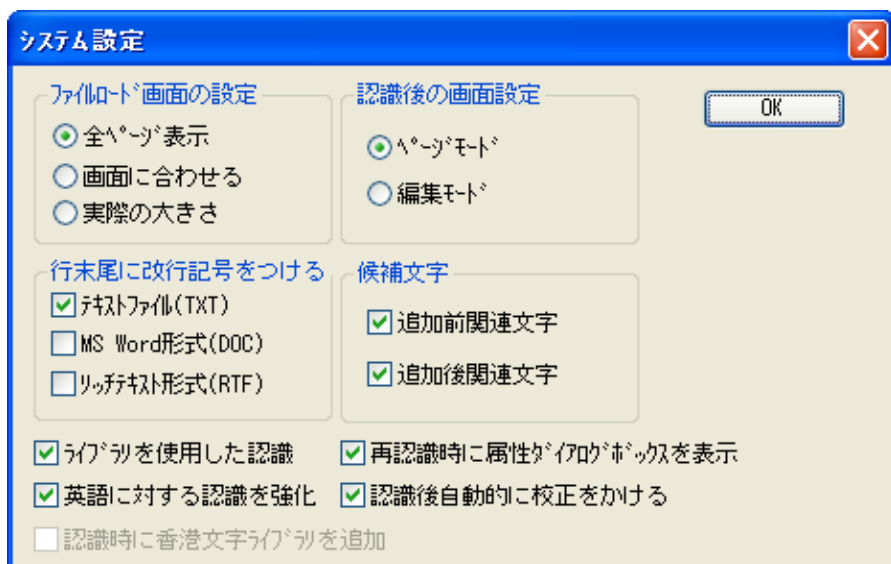 システム設定
ﾌｧｲﾙﾛｰﾄﾞ画面の設定
全ﾍﾟｰｼﾞ表示
画面に合わせる
実際の大きさ
認識後の画面設定
ﾍﾟｰｼﾞﾓｰﾄﾞ
編集ﾓｰﾄﾞ
OK
行末尾に改行記号をつける
ﾃｷｽﾄﾌｧｲﾙ(TXT)
MS Word形式(DOC)
ﾘｯﾁﾃｷｽﾄ形式(RTF)
候補文字
追加前関連文字
追加後関連文字
ﾗｲﾌﾞﾗﾘを使用した認識
再認識時に属性ﾀﾞｲｱﾛｸﾞﾎﾞｯｸｽを表示
英語に対する認識を強化
認識後自動的に校正をかける
認識時に香港文字ﾗｲﾌﾞﾗﾘを追加